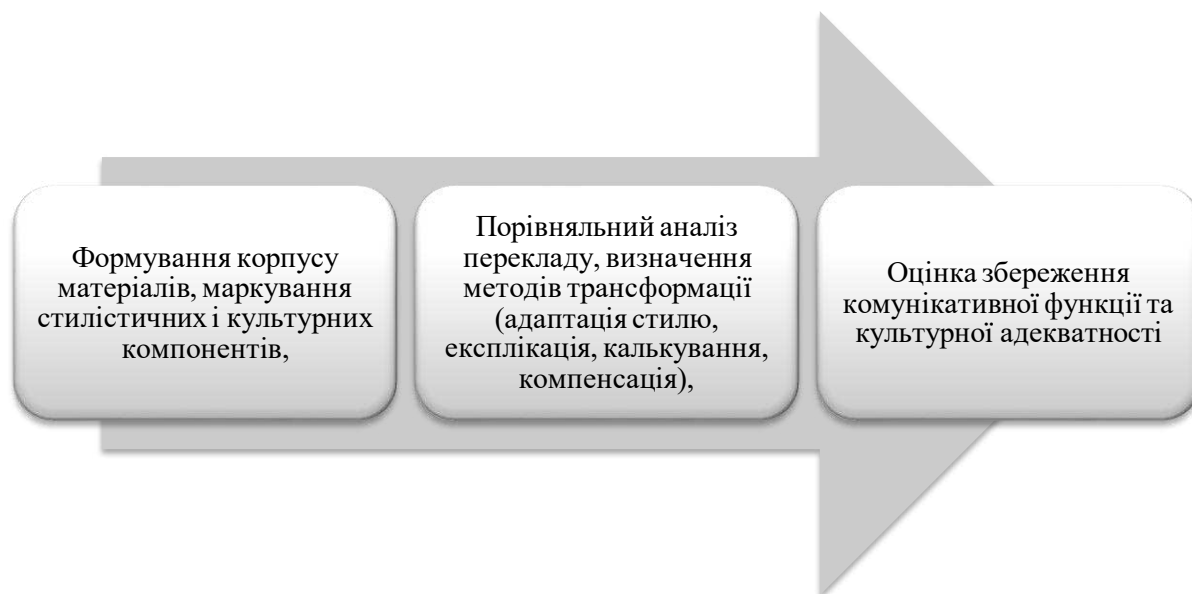 Формування корпусу
матеріалів, маркування
стилістичних і культурних
компонентів,
Порівняльний аналіз
перекладу, визначення
методів трансформації
(адаптація стилю,
експлікація, калькування,
компенсація),
Оцінка збереження
комунікативної функції та
культурної адекватності